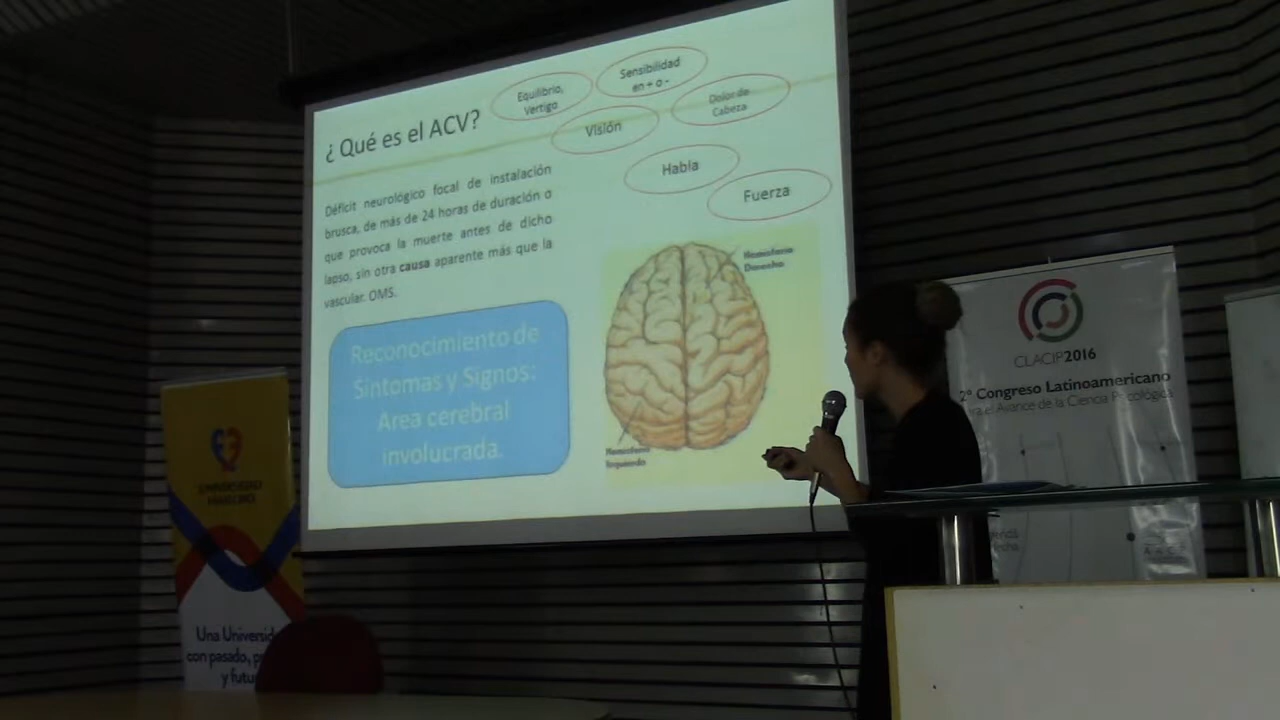 ¿ Qué es el ACV?
Equilibrio,
Vertigo
Sensibilidad
en + o -
Dolor de
Cabeza
Visión
Habla
Fuerza
Déficit neurológico focal de instalación
brusca, de más de 24 horas de duración o
que provoca la muerte antes de dicho
lapso, sin otra causa aparente más que la
vascular. OMS.
Reconocimiento de
Síntomas y Signos:
Area cerebral
involucrada.
Hemisferio
Derecho
Hemisferio
Izquierdo
UNIVERSIDAD
Una Universid
con pasado, p
y futu
CLACIP2016
2º Congreso Latinoamericano
el Avance de la Ciencia Psicológica